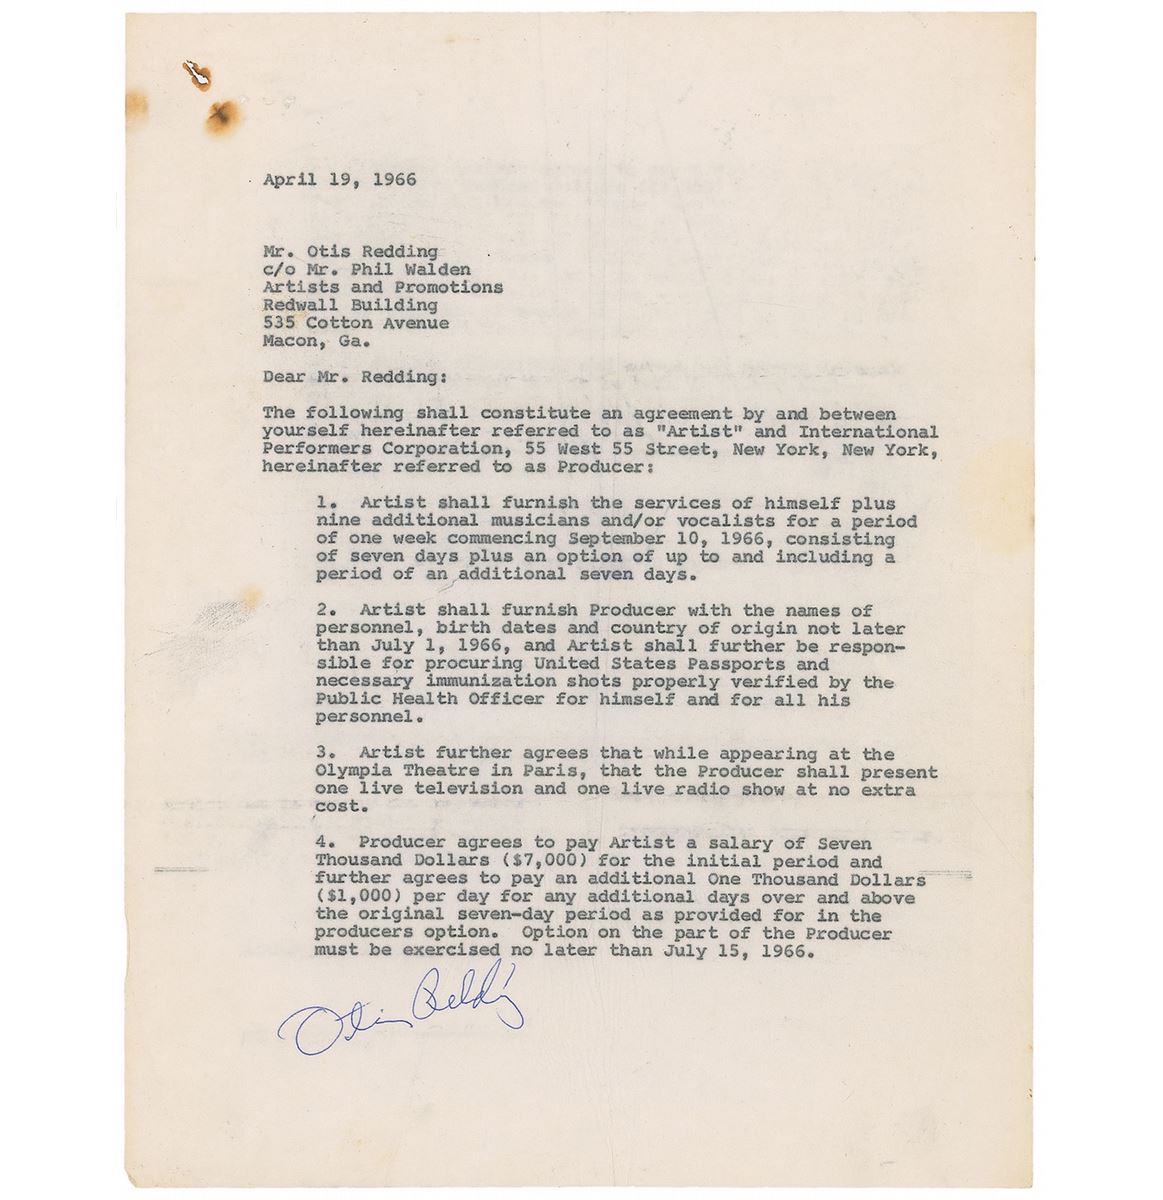 April 19, 1966
Mr. Otis Redding
c/o Mr. Phil Walden
Artists and Promotions
Redwall Building
535 Cotton Avenue
Macon, Ga.
Dear Mr. Redding:
The following shall constitute an agreement by and between
yourself hereinafter referred to as "Artist" and International
Performers Corporation, 55 West 55 Street, New York, New York,
hereinafter referred to as Producer:
1. Artist shall furnish the services of himself plus
nine additional musicians and/or vocalists for a period
of one week commencing September 10, 1966, consisting
of seven days plus an option of up to and including a
period of an additional seven days.
2. Artist shall furnish Producer with the names of
personnel, birth dates and country of origin not later
than July 1, 1966, and Artist shall further be respon-
sible for procuring United States Passports and
necessary immunization shots properly verified by the
Public Health Officer for himself and for all his
personnel.
3. Artist further agrees that while appearing at the
Olympia Theatre in Paris, that the Producer shall present
one live television and one live radio show at no extra
cost.
4. Producer agrees to pay Artist a salary of Seven
Thousand Dollars ($7,000) for the initial period and
further agrees to pay an additional One Thousand Dollars
($1,000) per day for any additional days over and above
the original seven-day period as provided for in the
producers option. Option on the part of the Producer
must be exercised no later than July 15, 1966.
Otis Redding